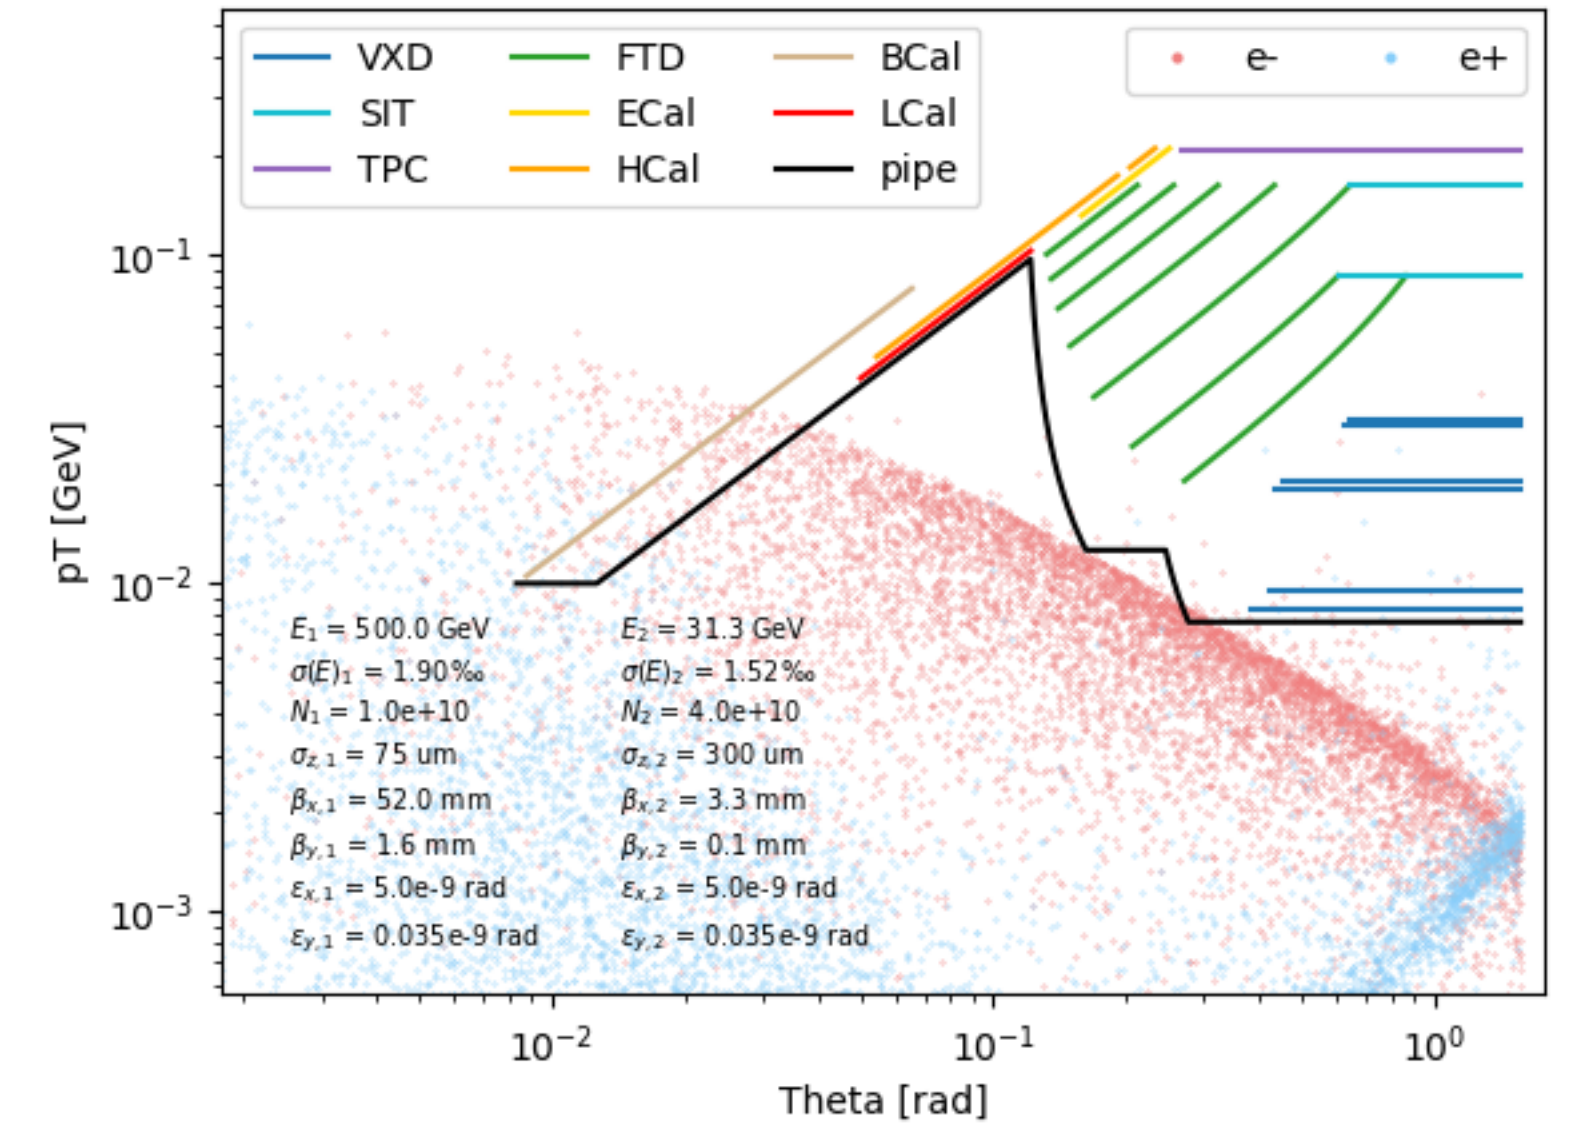 VXD FTD BCal e- e+
SIT ECal LCal
TPC HCal pipe
pT [GeV]
10⁻¹
10⁻²
10⁻³
E₁ = 500.0 GeV E₂ = 31.3 GeV
σ(E)₁ = 1.90‰ σ(E)₂ = 1.52‰
N₁ = 1.0e+10 N₂ = 4.0e+10
σz,1 = 75 um σz,2 = 300 um
βx,1 = 52.0 mm βx,2 = 3.3 mm
βy,1 = 1.6 mm βy,2 = 0.1 mm
εx,1 = 5.0e-9 rad εx,2 = 5.0e-9 rad
εy,1 = 0.035e-9 rad εy,2 = 0.035e-9 rad
10⁻² 10⁻¹ 10⁰
Theta [rad]